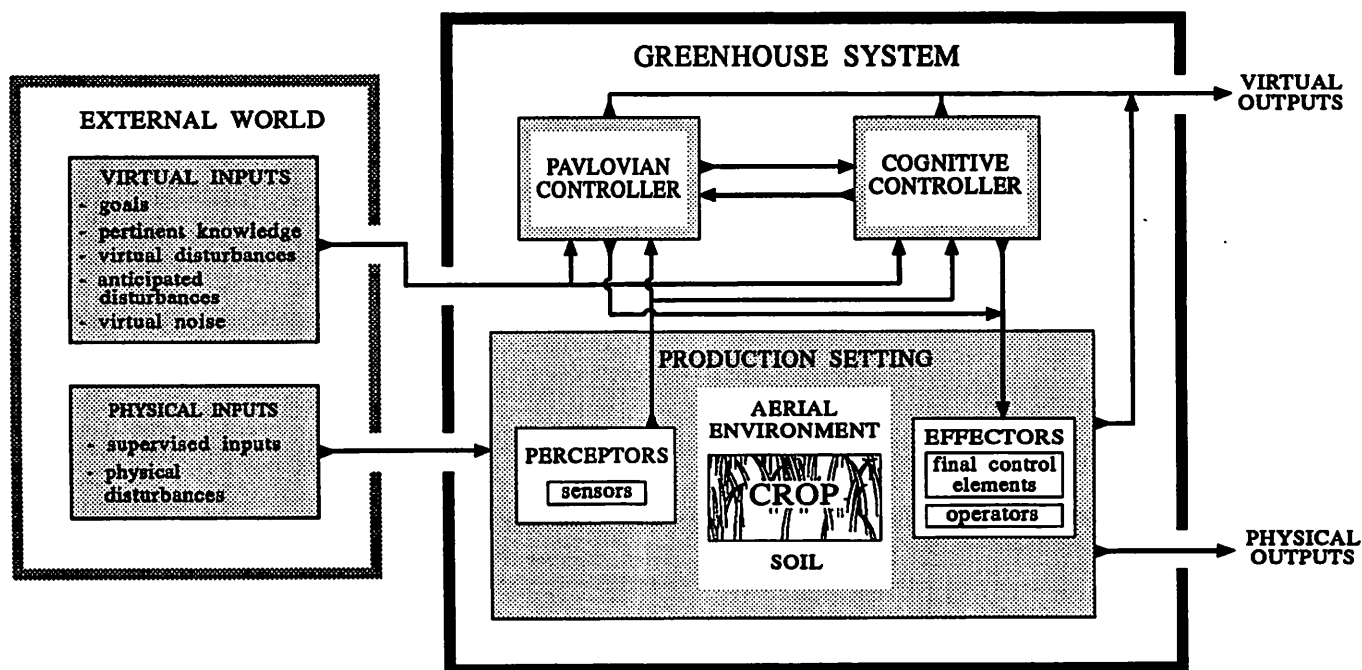 GREENHOUSE SYSTEM
VIRTUAL
OUTPUTS
EXTERNAL WORLD
VIRTUAL INPUTS
- goals
- pertinent knowledge
- virtual disturbances
- anticipated
disturbances
- virtual noise
PAVLOVIAN
CONTROLLER
COGNITIVE
CONTROLLER
PHYSICAL INPUTS
- supervised inputs
- physical
disturbances
PRODUCTION SETTING
PERCEPTORS
sensors
AERIAL
ENVIRONMENT
CROP
SOIL
EFFECTORS
final control
elements
operators
PHYSICAL
OUTPUTS